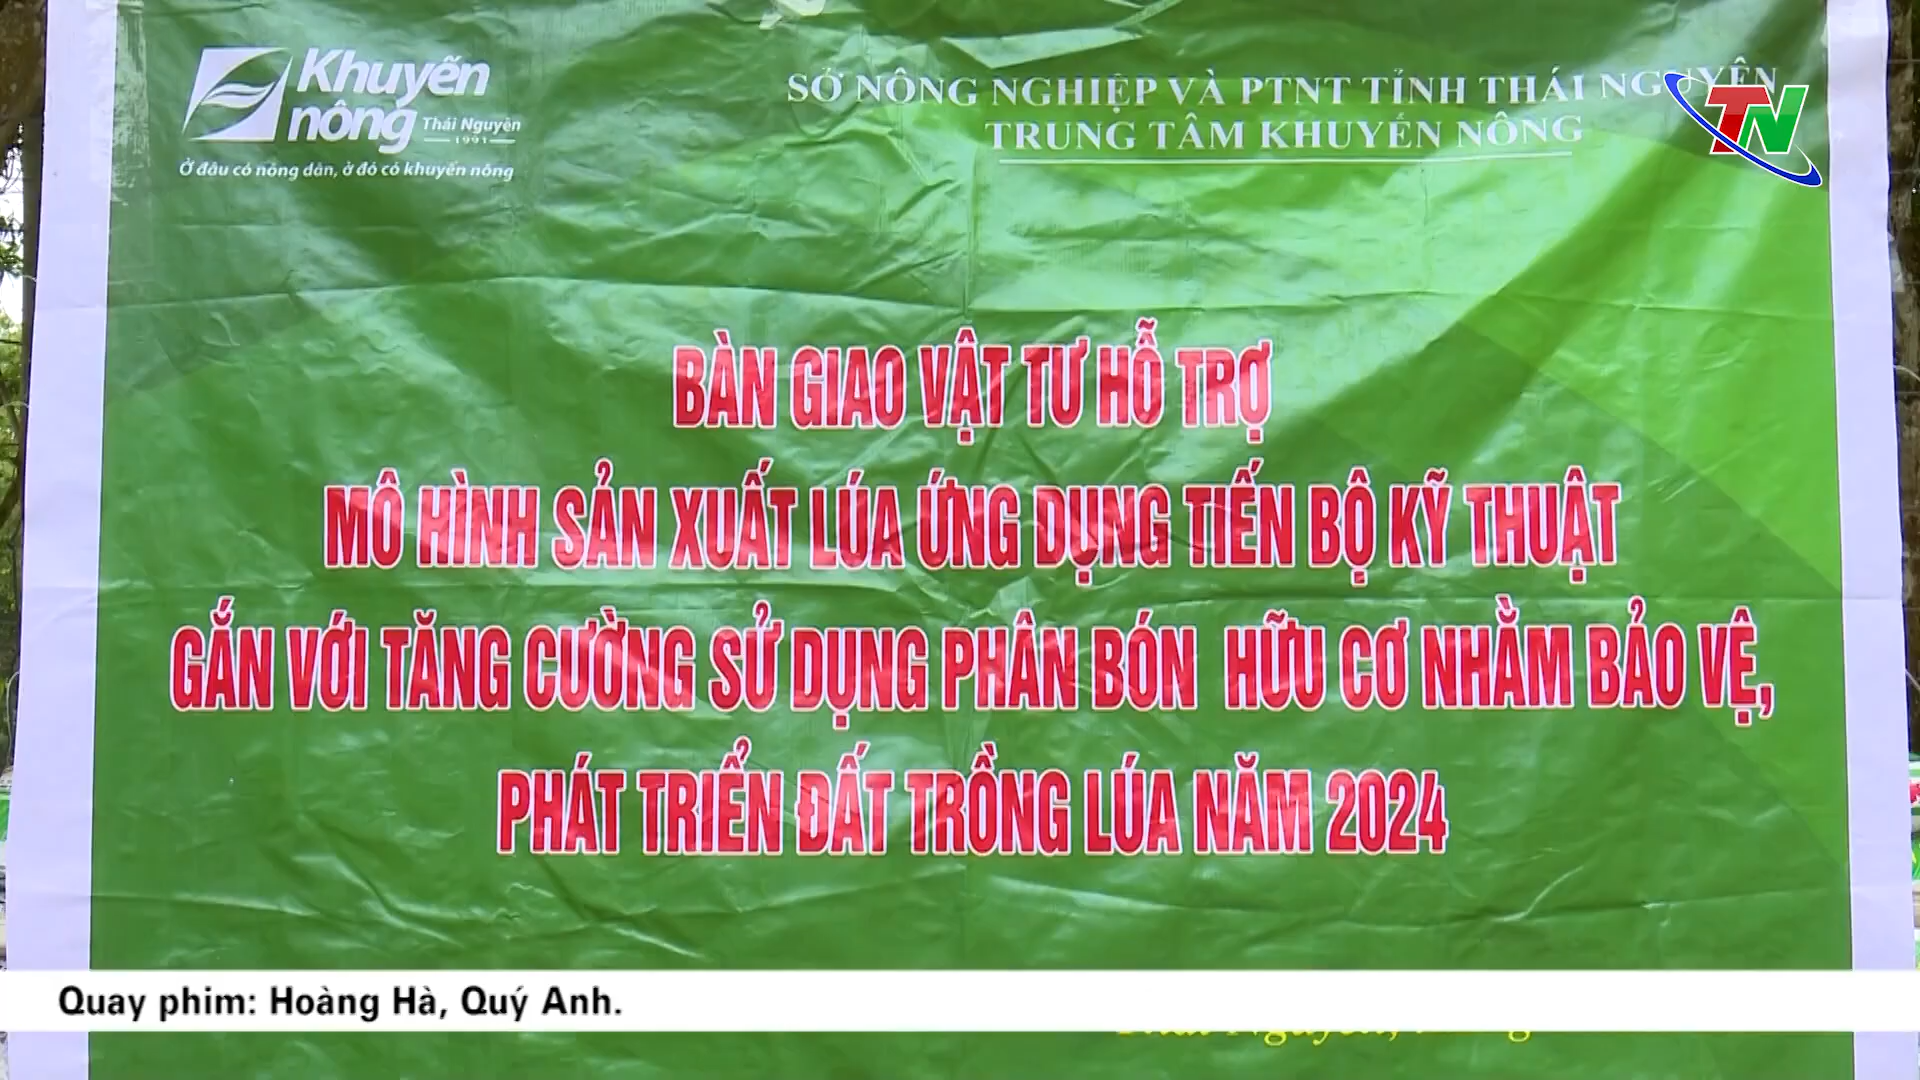 Khuyến nông
Thái Nguyên
1991
Ở đâu có nông dân, ở đó có khuyến nông
SỞ NÔNG NGHIỆP VÀ PTNT TỈNH THÁI NGUYÊN
TRUNG TÂM KHUYẾN NÔNG
TN
BÀN GIAO VẬT TƯ HỖ TRỢ
MÔ HÌNH SẢN XUẤT LÚA ỨNG DỤNG TIẾN BỘ KỸ THUẬT
GẮN VỚI TĂNG CƯỜNG SỬ DỤNG PHÂN BÓN HỮU CƠ NHẰM BẢO VỆ,
PHÁT TRIỂN ĐẤT TRỒNG LÚA NĂM 2024
Quay phim: Hoàng Hà, Quý Anh.